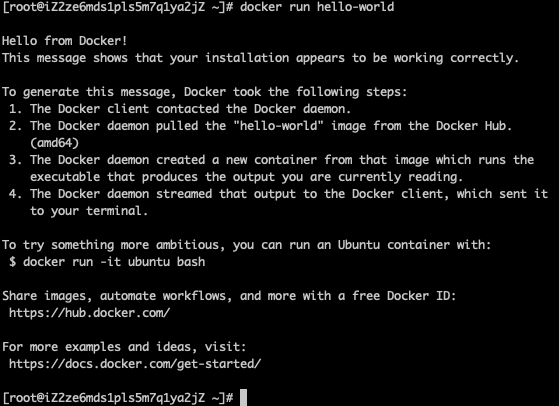 [root@iZ2ze6mds1pls5m7q1ya2jZ ~]# docker run hello-world
Hello from Docker!
This message shows that your installation appears to be working correctly.
To generate this message, Docker took the following steps:
1. The Docker client contacted the Docker daemon.
2. The Docker daemon pulled the "hello-world" image from the Docker Hub.
(amd64)
3. The Docker daemon created a new container from that image which runs the
executable that produces the output you are currently reading.
4. The Docker daemon streamed that output to the Docker client, which sent it
to your terminal.
To try something more ambitious, you can run an Ubuntu container with:
$ docker run -it ubuntu bash
Share images, automate workflows, and more with a free Docker ID:
https://hub.docker.com/
For more examples and ideas, visit:
https://docs.docker.com/get-started/
[root@iZ2ze6mds1pls5m7q1ya2jZ ~]#